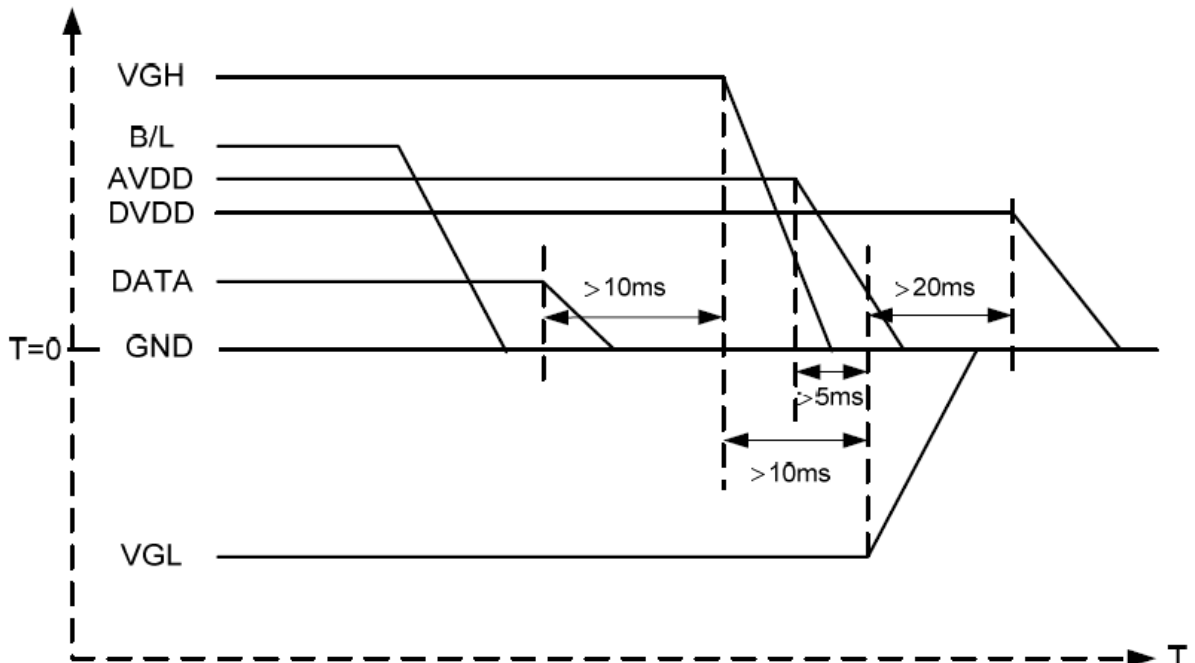 VGH
B/L
AVDD
DVDD
DATA
>10ms
>20ms
T=0
GND
>5ms
>10ms
VGL
T